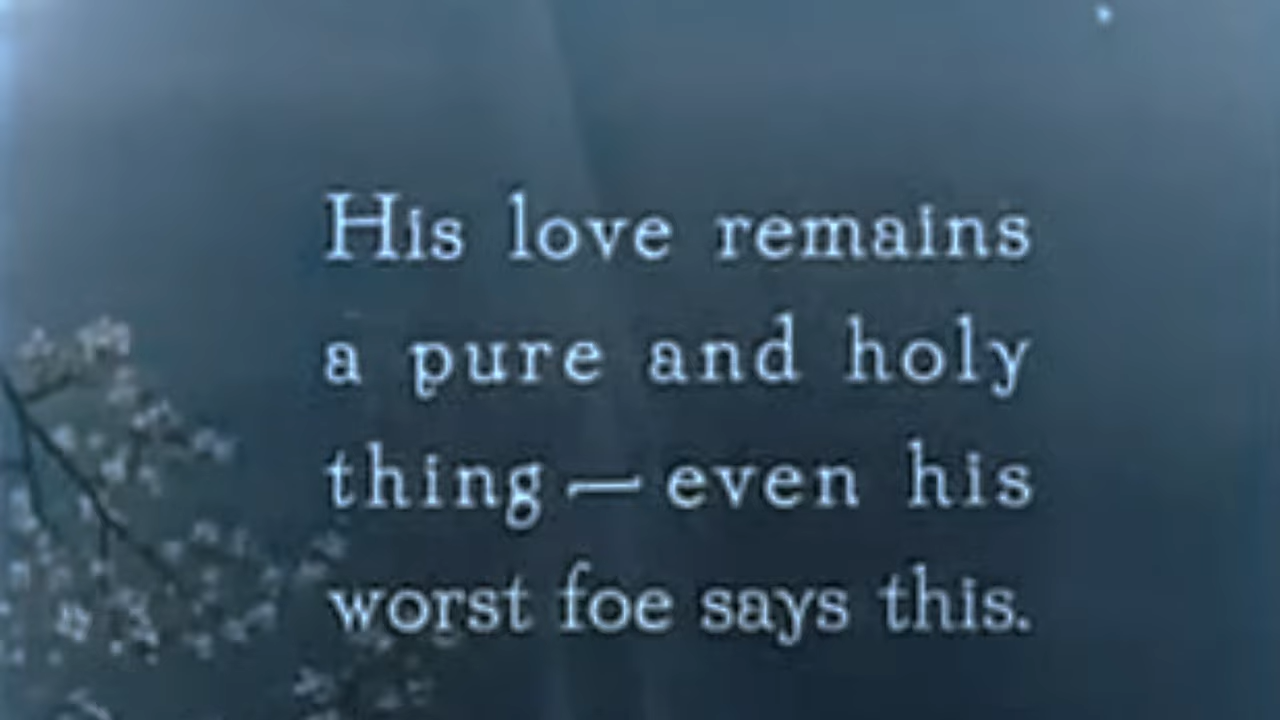 His love remains
a pure and holy
thing — even his
worst foe says this.